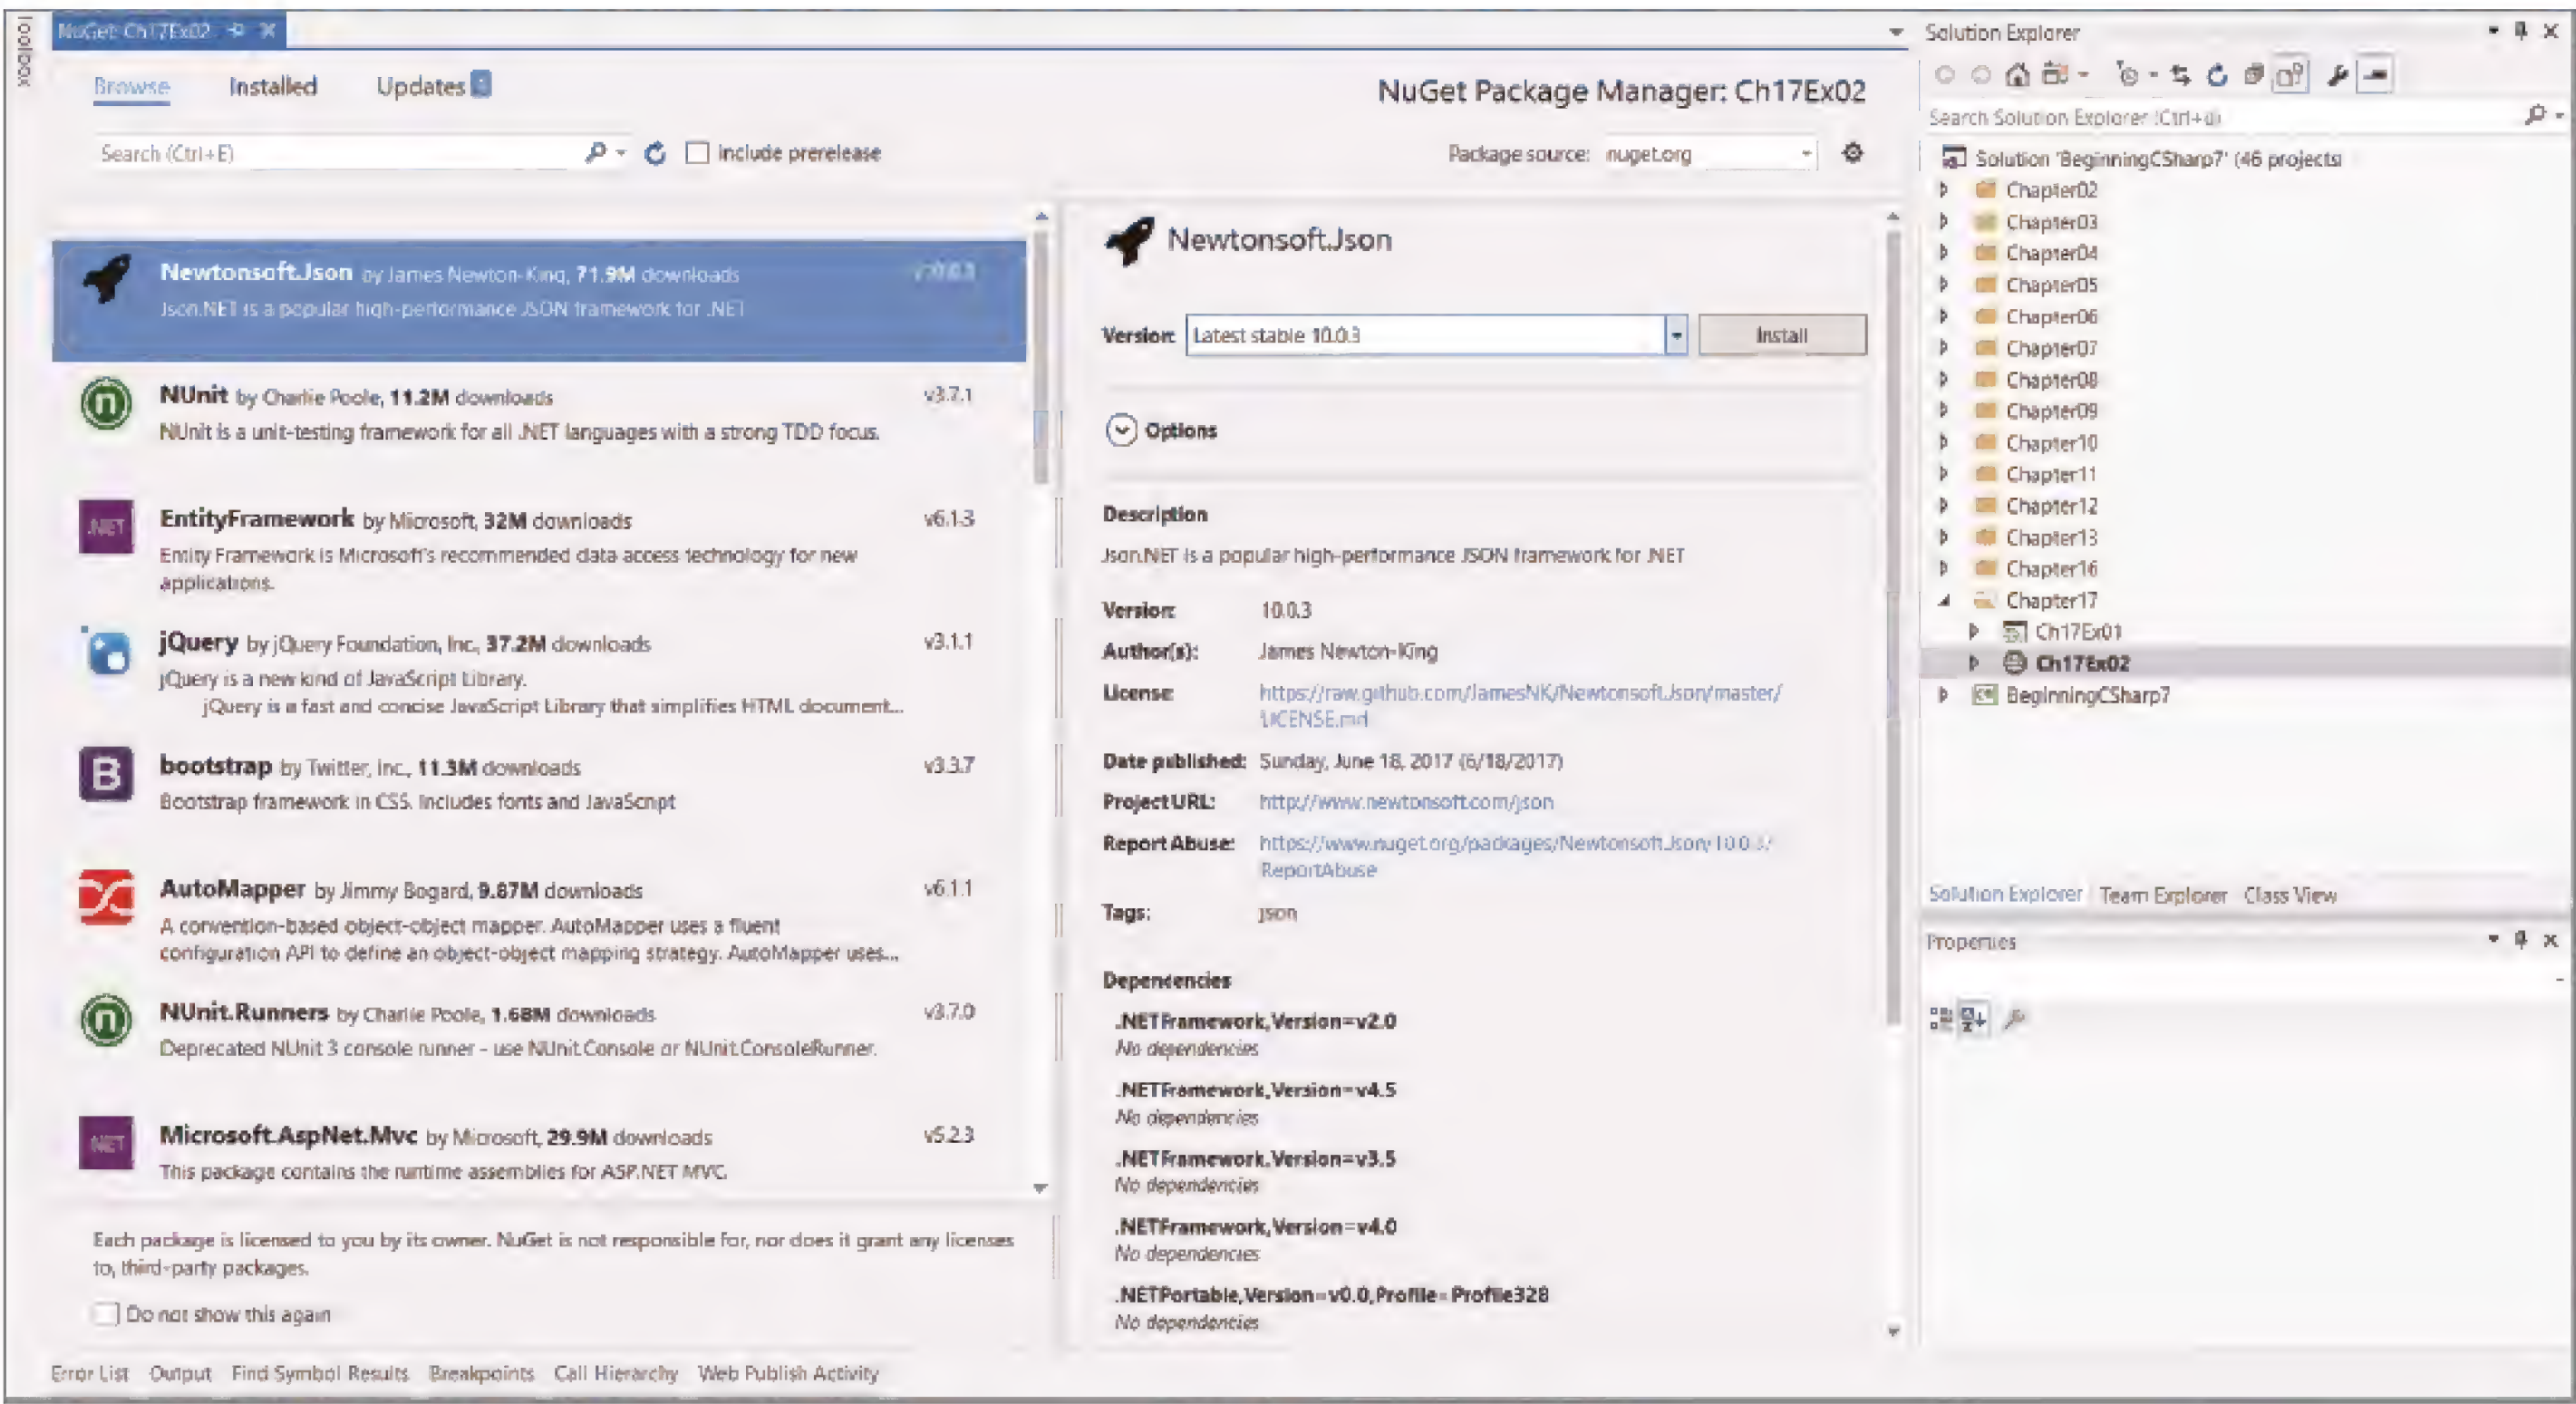 Toolbox
NuGet: Ch17Ex02
Browse Installed Updates
NuGet Package Manager: Ch17Ex02
Search (Ctrl+E)
Include prerelease
Package source: nuget.org
Newtonsoft.Json by James Newton-King, 71.9M downloads v10.0.3
Json.NET is a popular high-performance JSON framework for .NET
NUnit by Charlie Poole, 11.2M downloads v3.7.1
NUnit is a unit-testing framework for all .NET languages with a strong TDD focus.
.NET
EntityFramework by Microsoft, 32M downloads v6.1.3
Entity Framework is Microsoft's recommended data access technology for new
applications.
jQuery by jQuery Foundation, Inc., 37.2M downloads v3.1.1
jQuery is a new kind of JavaScript Library.
jQuery is a fast and concise JavaScript Library that simplifies HTML document...
B
bootstrap by Twitter, Inc., 11.3M downloads v3.3.7
Bootstrap framework in CSS. Includes fonts and JavaScript
AutoMapper by Jimmy Bogard, 9.87M downloads v6.1.1
A convention-based object-object mapper. AutoMapper uses a fluent
configuration API to define an object-object mapping strategy. AutoMapper uses...
NUnit.Runners by Charlie Poole, 1.68M downloads v3.7.0
Deprecated NUnit 3 console runner - use NUnit.Console or NUnit.ConsoleRunner.
.NET
Microsoft.AspNet.Mvc by Microsoft, 29.9M downloads v5.2.3
This package contains the runtime assemblies for ASP.NET MVC.
Each package is licensed to you by its owner. NuGet is not responsible for, nor does it grant any licenses
to, third-party packages.
Do not show this again
Newtonsoft.Json
Version: Latest stable 10.0.3 Install
Options
Description
Json.NET is a popular high-performance JSON framework for .NET
Version: 10.0.3
Author(s): James Newton-King
License: https://raw.github.com/JamesNK/Newtonsoft.Json/master/
LICENSE.md
Date published: Sunday, June 18, 2017 (6/18/2017)
Project URL: http://www.newtonsoft.com/json
Report Abuse: https://www.nuget.org/packages/Newtonsoft.Json/10.0.3/
ReportAbuse
Tags: json
Dependencies
.NETFramework,Version=v2.0
No dependencies
.NETFramework,Version=v4.5
No dependencies
.NETFramework,Version=v3.5
No dependencies
.NETFramework,Version=v4.0
No dependencies
.NETPortable,Version=v0.0,Profile=Profile328
No dependencies
Solution Explorer
Search Solution Explorer (Ctrl+ü)
Solution 'BeginningCSharp7' (46 projects)
Chapter02
Chapter03
Chapter04
Chapter05
Chapter06
Chapter07
Chapter08
Chapter09
Chapter10
Chapter11
Chapter12
Chapter13
Chapter16
Chapter17
Ch17Ex01
Ch17Ex02
BeginningCSharp7
Solution Explorer Team Explorer Class View
Properties
Error List Output Find Symbol Results Breakpoints Call Hierarchy Web Publish Activity